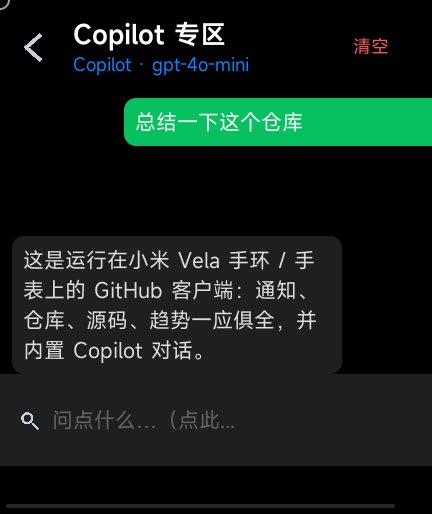 Copilot 专区
清空
Copilot · gpt-4o-mini
总结一下这个仓库
这是运行在小米 Vela 手环 / 手
表上的 GitHub 客户端：通知、
仓库、源码、趋势一应俱全，并
内置 Copilot 对话。
问点什么…（点此...